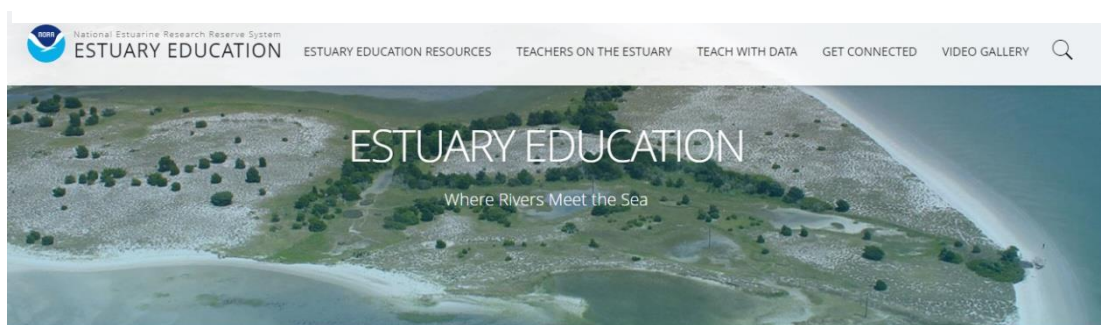 NOAA
National Estuarine Research Reserve System
ESTUARY EDUCATION
ESTUARY EDUCATION RESOURCES
TEACHERS ON THE ESTUARY
TEACH WITH DATA
GET CONNECTED
VIDEO GALLERY
ESTUARY EDUCATION
Where Rivers Meet the Sea